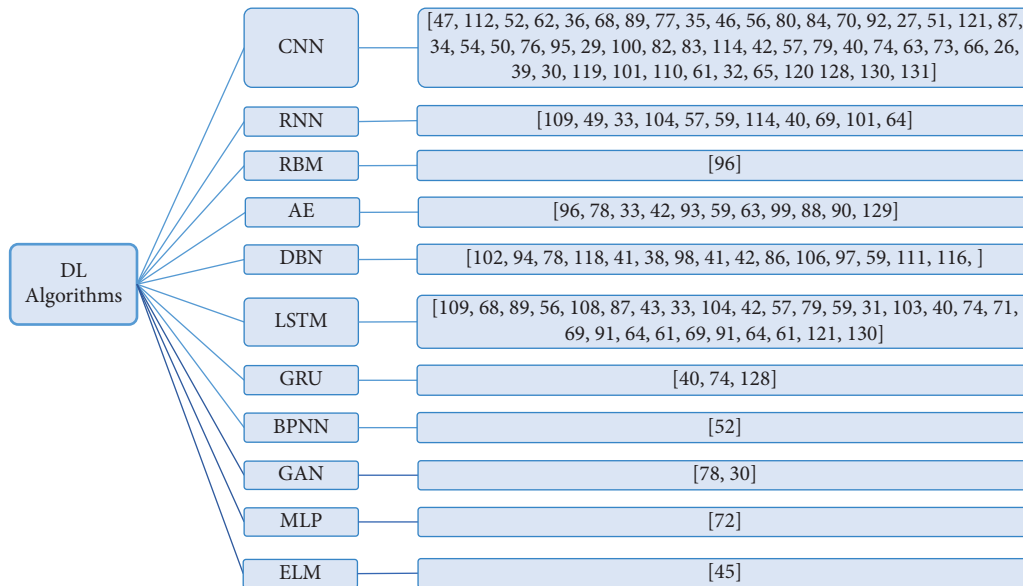 DL
Algorithms
CNN
[47, 112, 52, 62, 36, 68, 89, 77, 35, 46, 56, 80, 84, 70, 92, 27, 51, 121, 87,
34, 54, 50, 76, 95, 29, 100, 82, 83, 114, 42, 57, 79, 40, 74, 63, 73, 66, 26,
39, 30, 119, 101, 110, 61, 32, 65, 120 128, 130, 131]
RNN
[109, 49, 33, 104, 57, 59, 114, 40, 69, 101, 64]
RBM
[96]
AE
[96, 78, 33, 42, 93, 59, 63, 99, 88, 90, 129]
DBN
[102, 94, 78, 118, 41, 38, 98, 41, 42, 86, 106, 97, 59, 111, 116, ]
LSTM
[109, 68, 89, 56, 108, 87, 43, 33, 104, 42, 57, 79, 59, 31, 103, 40, 74, 71,
69, 91, 64, 61, 69, 91, 64, 61, 121, 130]
GRU
[40, 74, 128]
BPNN
[52]
GAN
[78, 30]
MLP
[72]
ELM
[45]